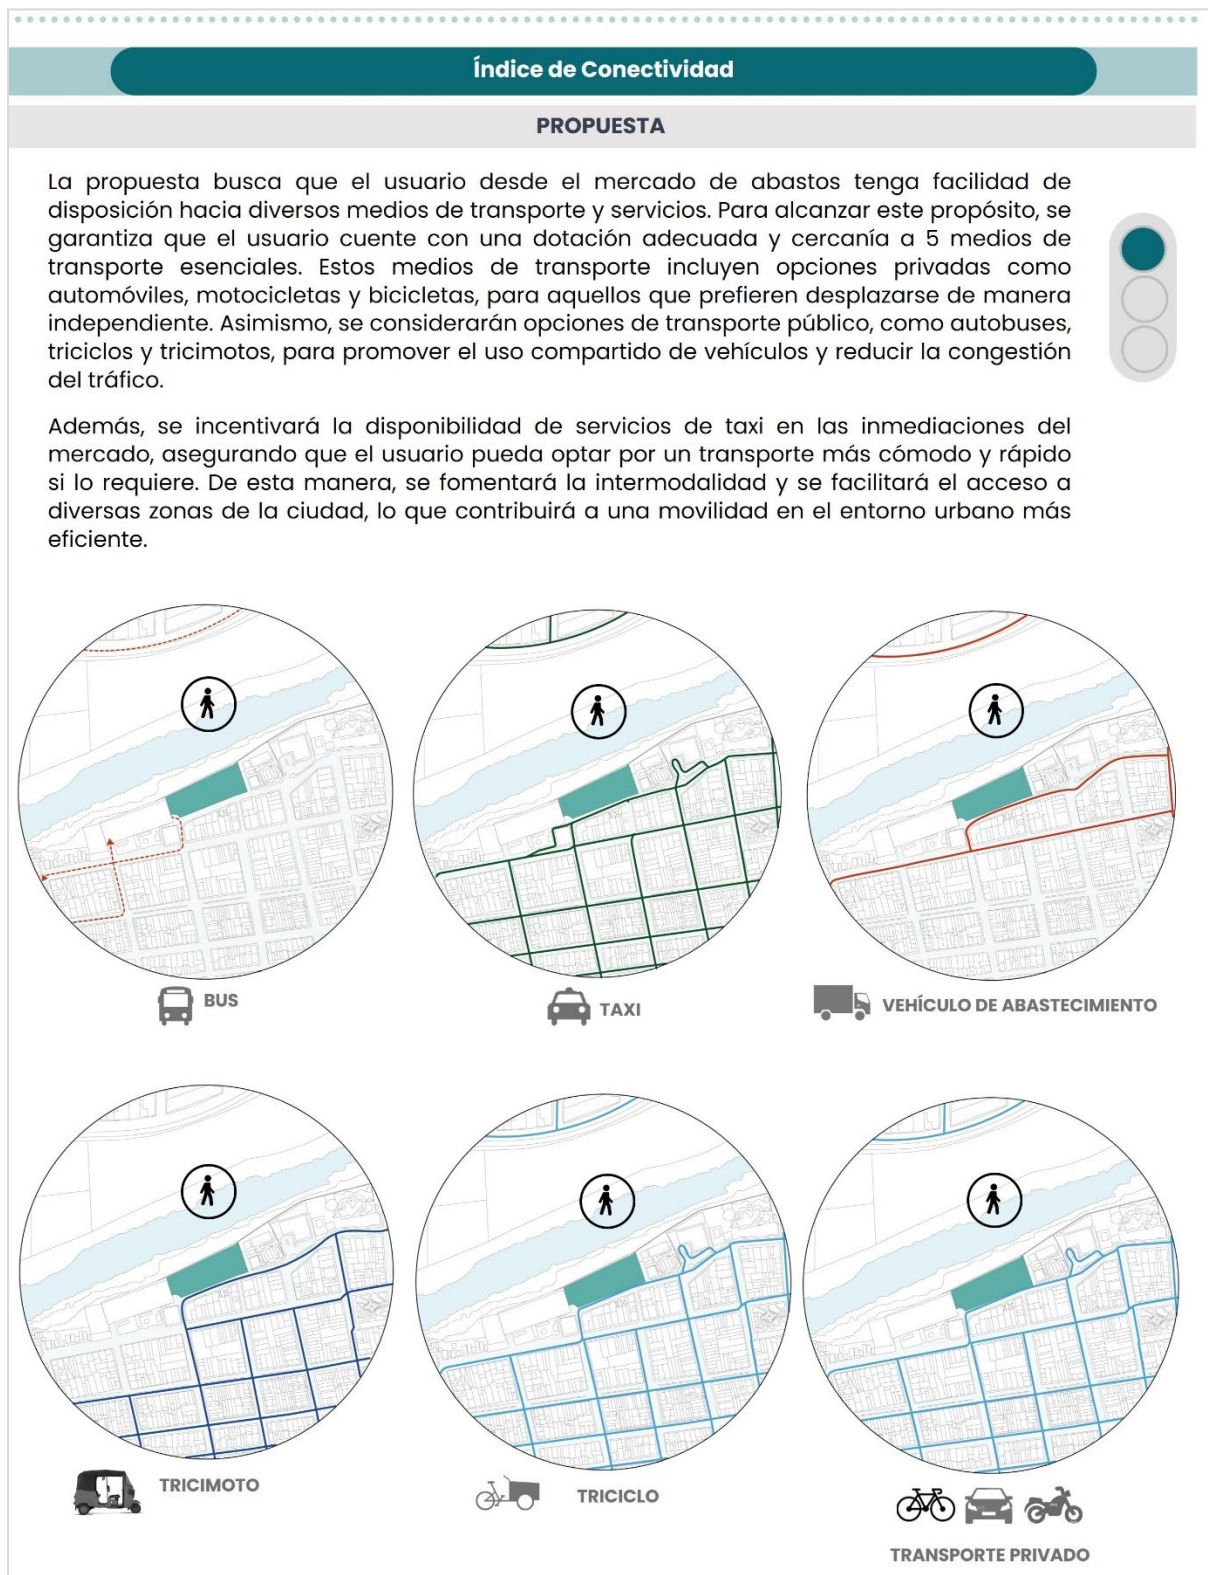 Índice de Conectividad
PROPUESTA
La propuesta busca que el usuario desde el mercado de abastos tenga facilidad de
disposición hacia diversos medios de transporte y servicios. Para alcanzar este propósito, se
garantiza que el usuario cuente con una dotación adecuada y cercanía a 5 medios de
transporte esenciales. Estos medios de transporte incluyen opciones privadas como
automóviles, motocicletas y bicicletas, para aquellos que prefieren desplazarse de manera
independiente. Asimismo, se considerarán opciones de transporte público, como autobuses,
triciclos y tricimotos, para promover el uso compartido de vehículos y reducir la congestión
del tráfico.
Además, se incentivará la disponibilidad de servicios de taxi en las inmediaciones del
mercado, asegurando que el usuario pueda optar por un transporte más cómodo y rápido
si lo requiere. De esta manera, se fomentará la intermodalidad y se facilitará el acceso a
diversas zonas de la ciudad, lo que contribuirá a una movilidad en el entorno urbano más
eficiente.
BUS
TAXI
VEHÍCULO DE ABASTECIMIENTO
TRICIMOTO
TRICICLO
TRANSPORTE PRIVADO